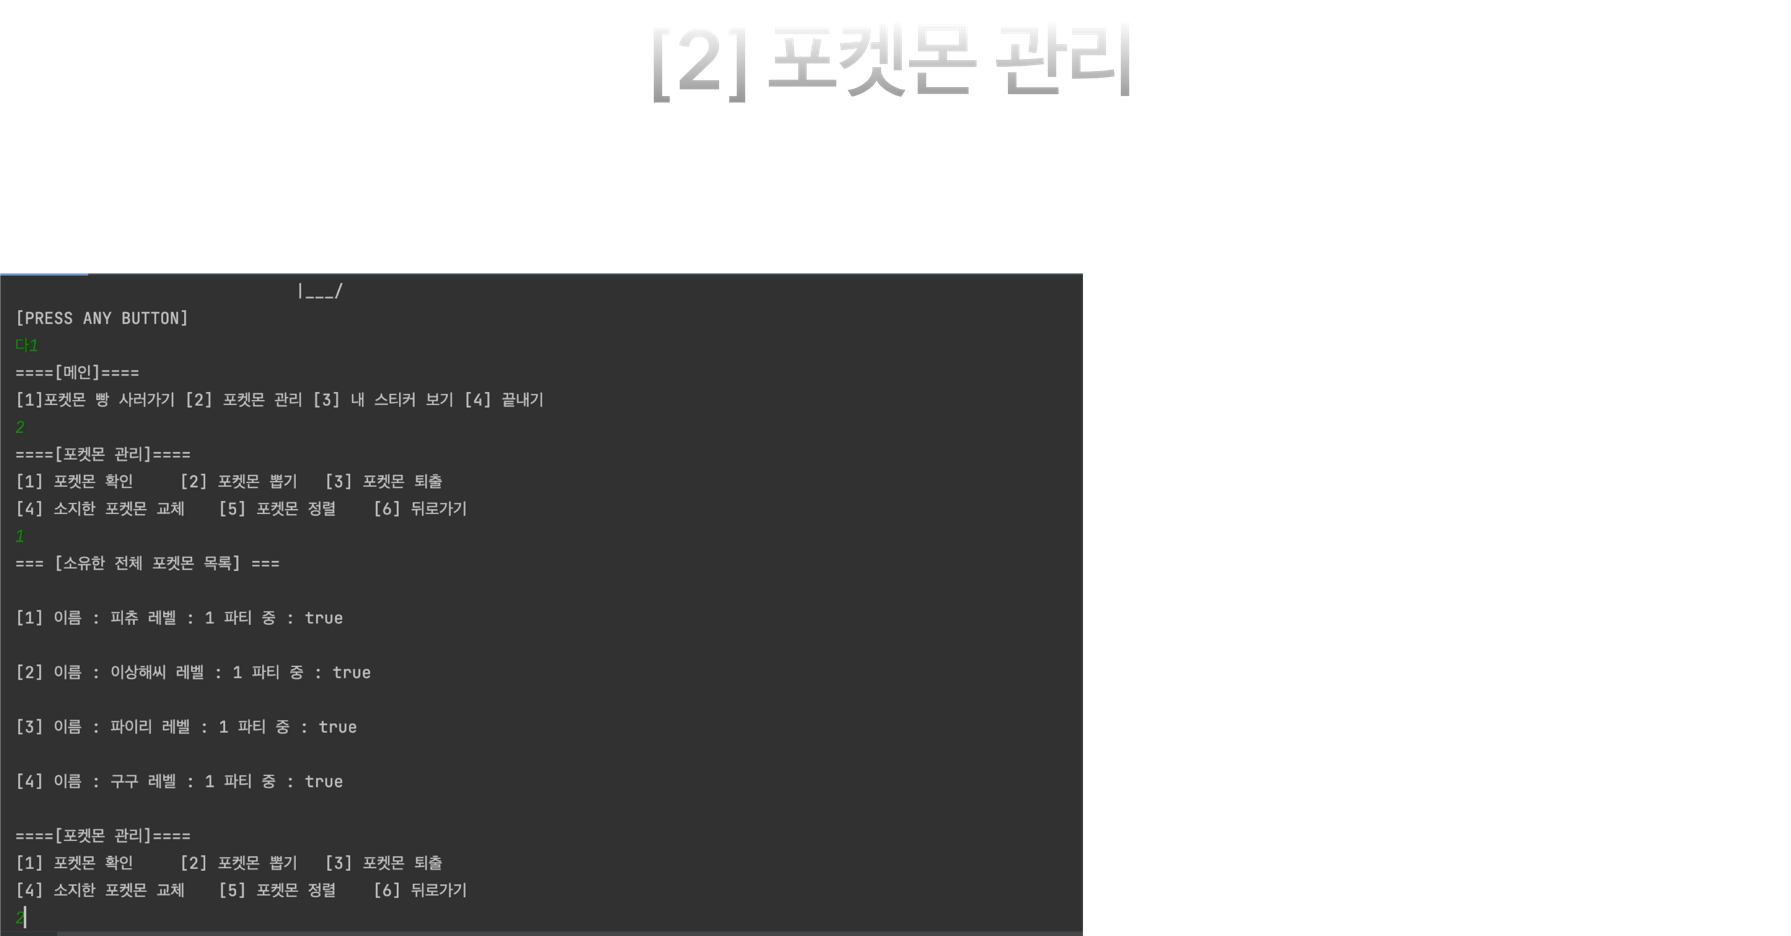 [2] 포켓몬 관리
|___/
[PRESS ANY BUTTON]
다1
====[메인]====
[1]포켓몬 빵 사러가기 [2] 포켓몬 관리 [3] 내 스티커 보기 [4] 끝내기
2
====[포켓몬 관리]====
[1] 포켓몬 확인 [2] 포켓몬 뽑기 [3] 포켓몬 퇴출
[4] 소지한 포켓몬 교체 [5] 포켓몬 정렬 [6] 뒤로가기
1
=== [소유한 전체 포켓몬 목록] ===
[1] 이름 : 피츄 레벨 : 1 파티 중 : true
[2] 이름 : 이상해씨 레벨 : 1 파티 중 : true
[3] 이름 : 파이리 레벨 : 1 파티 중 : true
[4] 이름 : 구구 레벨 : 1 파티 중 : true
====[포켓몬 관리]====
[1] 포켓몬 확인 [2] 포켓몬 뽑기 [3] 포켓몬 퇴출
[4] 소지한 포켓몬 교체 [5] 포켓몬 정렬 [6] 뒤로가기
2